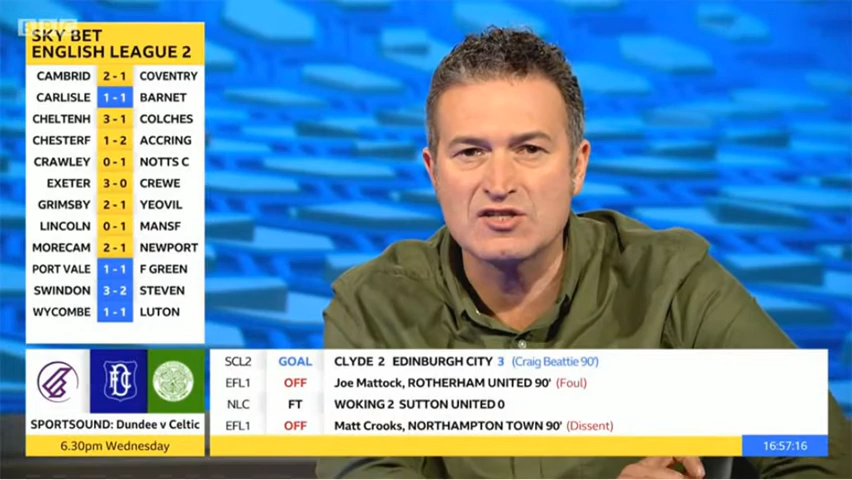 BBC
SKY BET
ENGLISH LEAGUE 2
CAMBRID 2 - 1 COVENTRY
CARLISLE 1 - 1 BARNET
CHELTENH 3 - 1 COLCHES
CHESTERF 1 - 2 ACCRING
CRAWLEY 0 - 1 NOTTS C
EXETER 3 - 0 CREWE
GRIMSBY 2 - 1 YEOVIL
LINCOLN 0 - 1 MANSF
MORECAM 2 - 1 NEWPORT
PORT VALE 1 - 1 F GREEN
SWINDON 3 - 2 STEVEN
WYCOMBE 1 - 1 LUTON
SPORTSOUND: Dundee v Celtic
6.30pm Wednesday
SCL2 GOAL CLYDE 2 EDINBURGH CITY 3 (Craig Beattie 90')
EFL1 OFF Joe Mattock, ROTHERHAM UNITED 90' (Foul)
NLC FT WOKING 2 SUTTON UNITED 0
EFL1 OFF Matt Crooks, NORTHAMPTON TOWN 90' (Dissent)
16:57:16